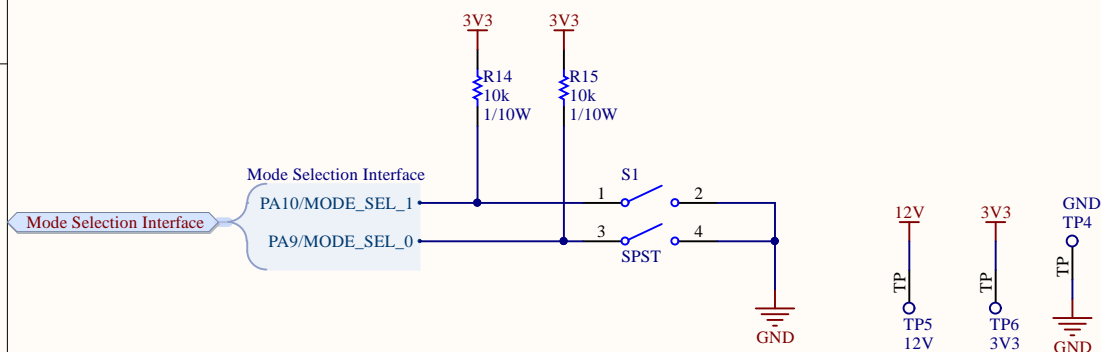 3V3
3V3
R14
10k
1/10W
R15
10k
1/10W
Mode Selection Interface
PA10/MODE_SEL_1
PA9/MODE_SEL_0
Mode Selection Interface
S1
1
2
3
4
SPST
GND
12V
TP
TP5
12V
3V3
TP
TP6
3V3
GND
TP4
TP
GND